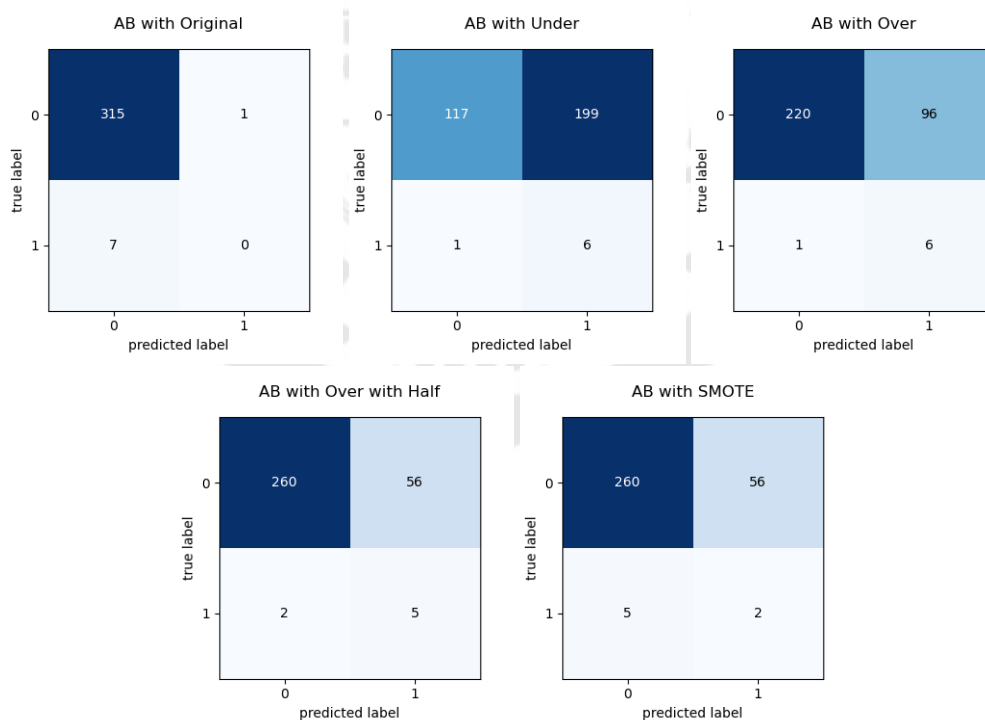 AB with Original
0 315 1
true label
1 7 0
0 1
predicted label
AB with Under
0 117 199
true label
1 1 6
0 1
predicted label
AB with Over
0 220 96
true label
1 1 6
0 1
predicted label
AB with Over with Half
0 260 56
true label
1 2 5
0 1
predicted label
AB with SMOTE
0 260 56
true label
1 5 2
0 1
predicted label